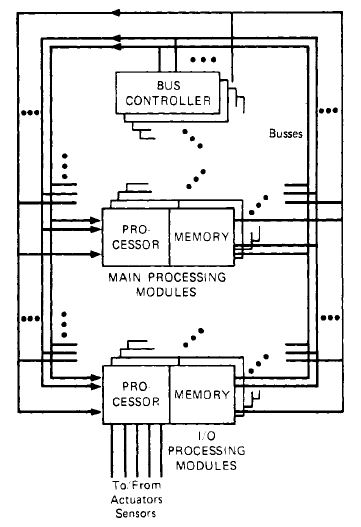 BUS
CONTROLLER
Busses
PRO-
CESSOR
MEMORY
MAIN PROCESSING
MODULES
PRO-
CESSOR
MEMORY
I/O
PROCESSING
MODULES
To/From
Actuators
Sensors